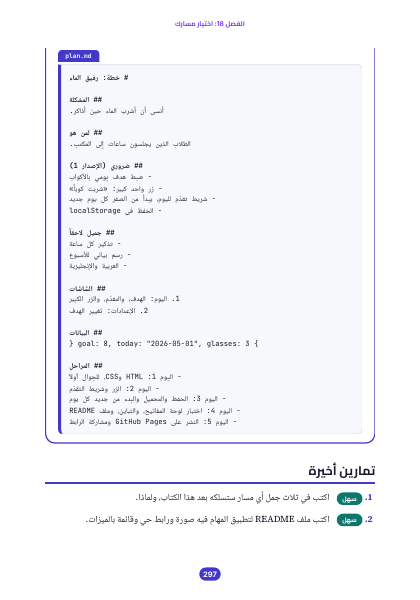 الفصل 18: اختيار مسارك
plan.md
# خطة: رفيق الماء
## المشكلة
أنسى أن أشرب الماء حين أذاكر.
## لمن هو
الطلاب الذين يجلسون ساعات إلى المكتب.
## ضروري (الإصدار 1)
- ضبط هدف يومي بالأكواب
- زر واحد كبير: «شربت كوباً»
- شريط تقدّم لليوم، يبدأ من الصفر كل يوم جديد
- الحفظ في localStorage
## جميل لاحقاً
- تذكير كل ساعة
- رسم بياني للأسبوع
- العربية والإنجليزية
## الشاشات
1. اليوم: الهدف، والتقدّم، والزر الكبير
2. الإعدادات: تغيير الهدف
## البيانات
{ goal: 8, today: "2026-05-01", glasses: 3 }
## المراحل
- اليوم 1: HTML وCSS، للجوال أولاً
- اليوم 2: الزر وشريط التقدّم
- اليوم 3: الحفظ والتحميل والبدء من جديد كل يوم
- اليوم 4: اختبار لوحة المفاتيح، والتباين، وملف README
- اليوم 5: النشر على GitHub Pages ومشاركة الرابط
تمارين أخيرة
1. سهل اكتب في ثلاث جمل أي مسار ستسلكه بعد هذا الكتاب، ولماذا.
2. سهل اكتب ملف README لتطبيق المهام فيه صورة ورابط حي وقائمة بالميزات.
297